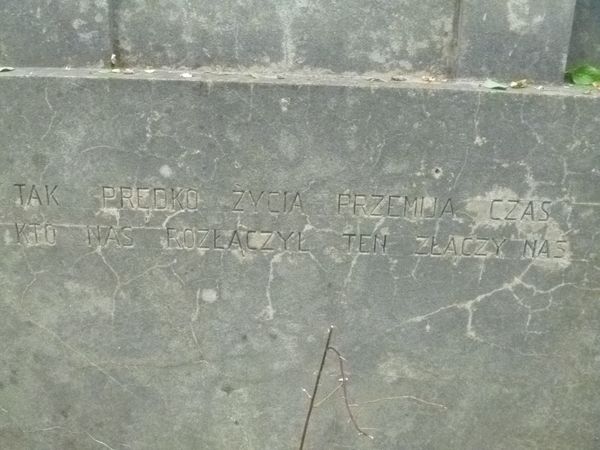 TAK PRĘDKO ŻYCIA PRZEMIJA CZAS
KTO NAS ROZŁĄCZYŁ TEN ZŁĄCZY NAS